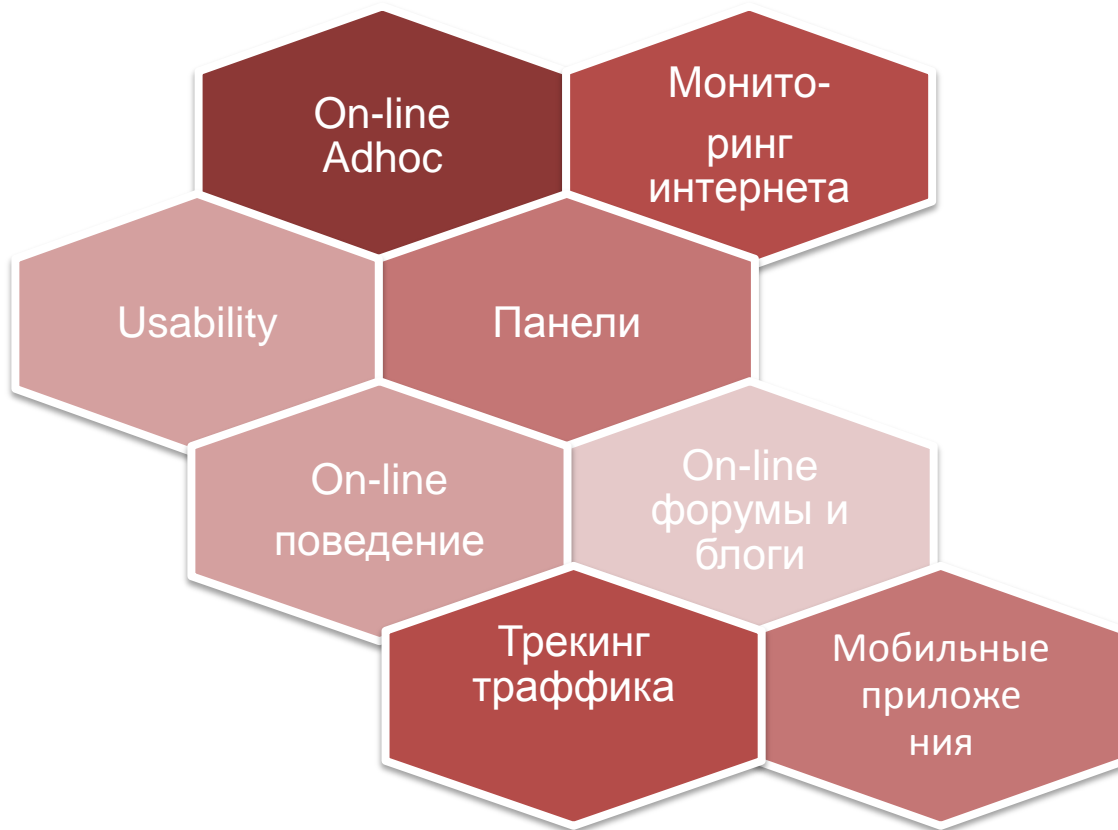 On-line
Adhoc
Монито-
ринг
интернета
Usability
Панели
On-line
поведение
On-line
форумы и
блоги
Трекинг
траффика
Мобильные
приложе
ния